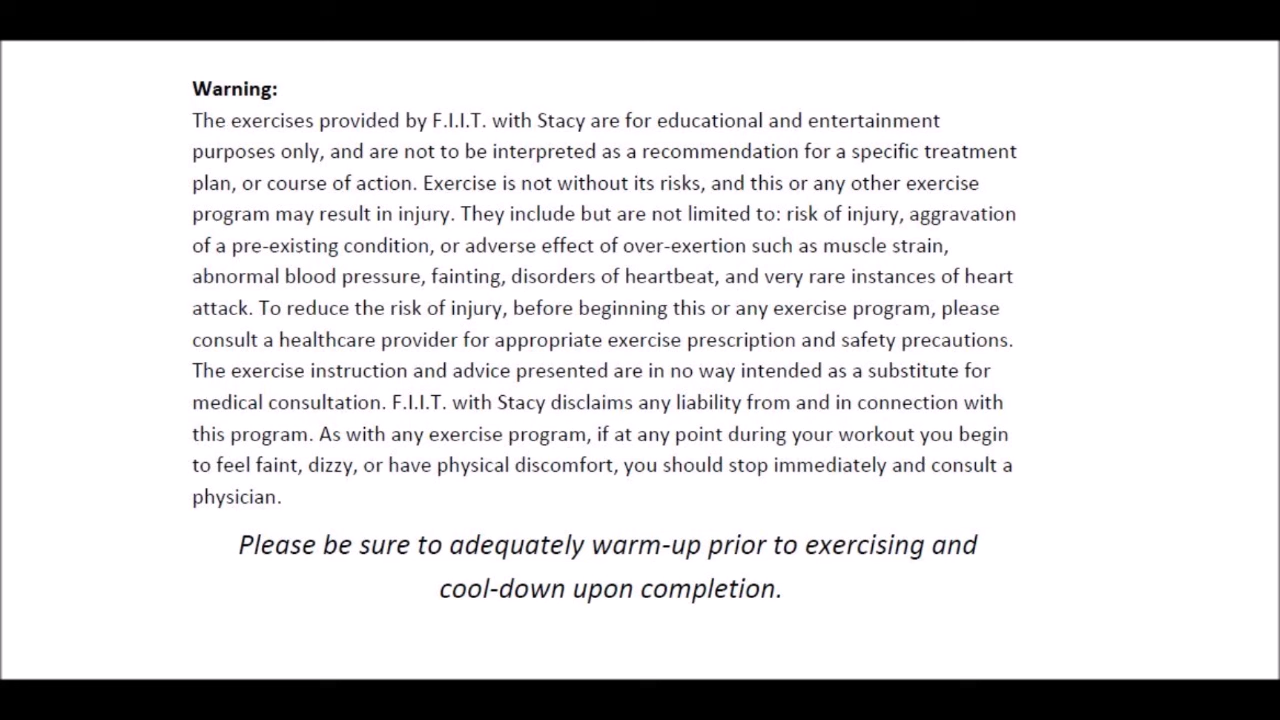 Warning:
The exercises provided by F.I.I.T. with Stacy are for educational and entertainment
purposes only, and are not to be interpreted as a recommendation for a specific treatment
plan, or course of action. Exercise is not without its risks, and this or any other exercise
program may result in injury. They include but are not limited to: risk of injury, aggravation
of a pre-existing condition, or adverse effect of over-exertion such as muscle strain,
abnormal blood pressure, fainting, disorders of heartbeat, and very rare instances of heart
attack. To reduce the risk of injury, before beginning this or any exercise program, please
consult a healthcare provider for appropriate exercise prescription and safety precautions.
The exercise instruction and advice presented are in no way intended as a substitute for
medical consultation. F.I.I.T. with Stacy disclaims any liability from and in connection with
this program. As with any exercise program, if at any point during your workout you begin
to feel faint, dizzy, or have physical discomfort, you should stop immediately and consult a
physician.
Please be sure to adequately warm-up prior to exercising and
cool-down upon completion.